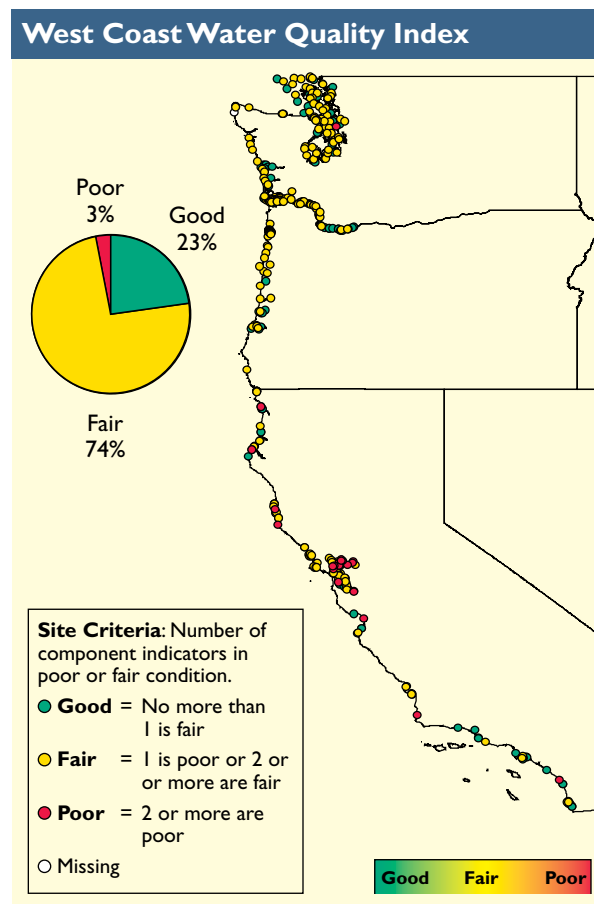 West Coast Water Quality Index
Poor
3%
Good
23%
Fair
74%
Site Criteria: Number of
component indicators in
poor or fair condition.
Good = No more than
1 is fair
Fair = 1 is poor or 2 or
or more are fair
Poor = 2 or more are
poor
Missing
Good Fair Poor